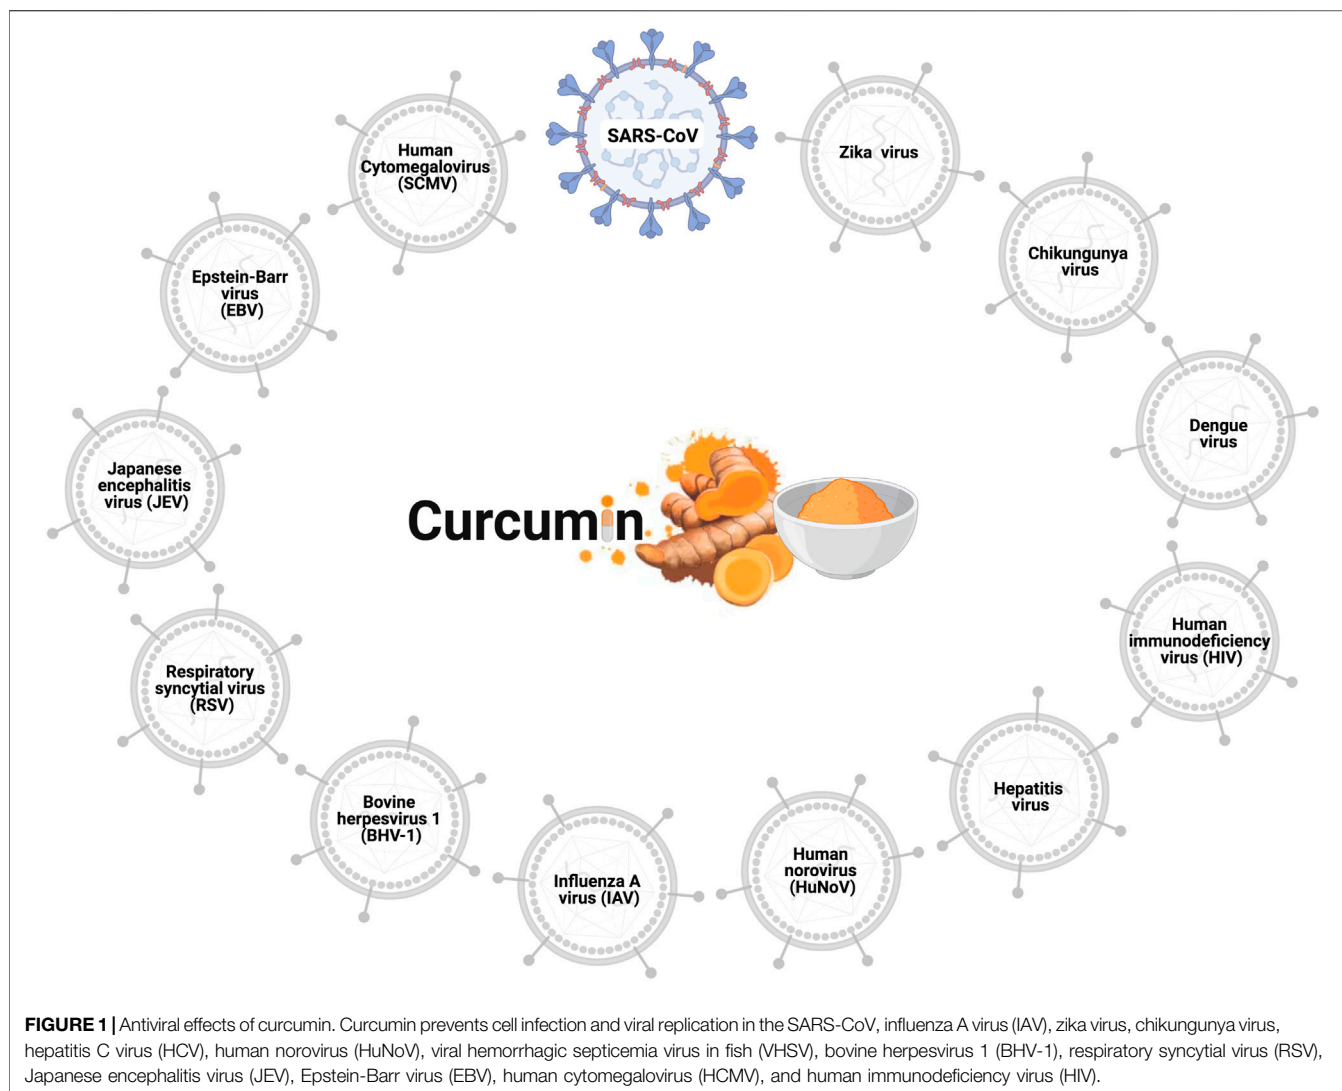 SARS-CoV
Zika virus
Chikungunya
virus
Dengue
virus
Human
immunodeficiency
virus (HIV)
Hepatitis
virus
Human
norovirus
(HuNoV)
Influenza A
virus (IAV)
Bovine
herpesvirus 1
(BHV-1)
Respiratory
syncytial virus
(RSV)
Japanese
encephalitis
virus (JEV)
Epstein-Barr
virus
(EBV)
Human
Cytomegalovirus
(SCMV)
Curcumin
FIGURE 1 | Antiviral effects of curcumin. Curcumin prevents cell infection and viral replication in the SARS-CoV, influenza A virus (IAV), zika virus, chikungunya virus,
hepatitis C virus (HCV), human norovirus (HuNoV), viral hemorrhagic septicemia virus in fish (VHSV), bovine herpesvirus 1 (BHV-1), respiratory syncytial virus (RSV),
Japanese encephalitis virus (JEV), Epstein-Barr virus (EBV), human cytomegalovirus (HCMV), and human immunodeficiency virus (HIV).